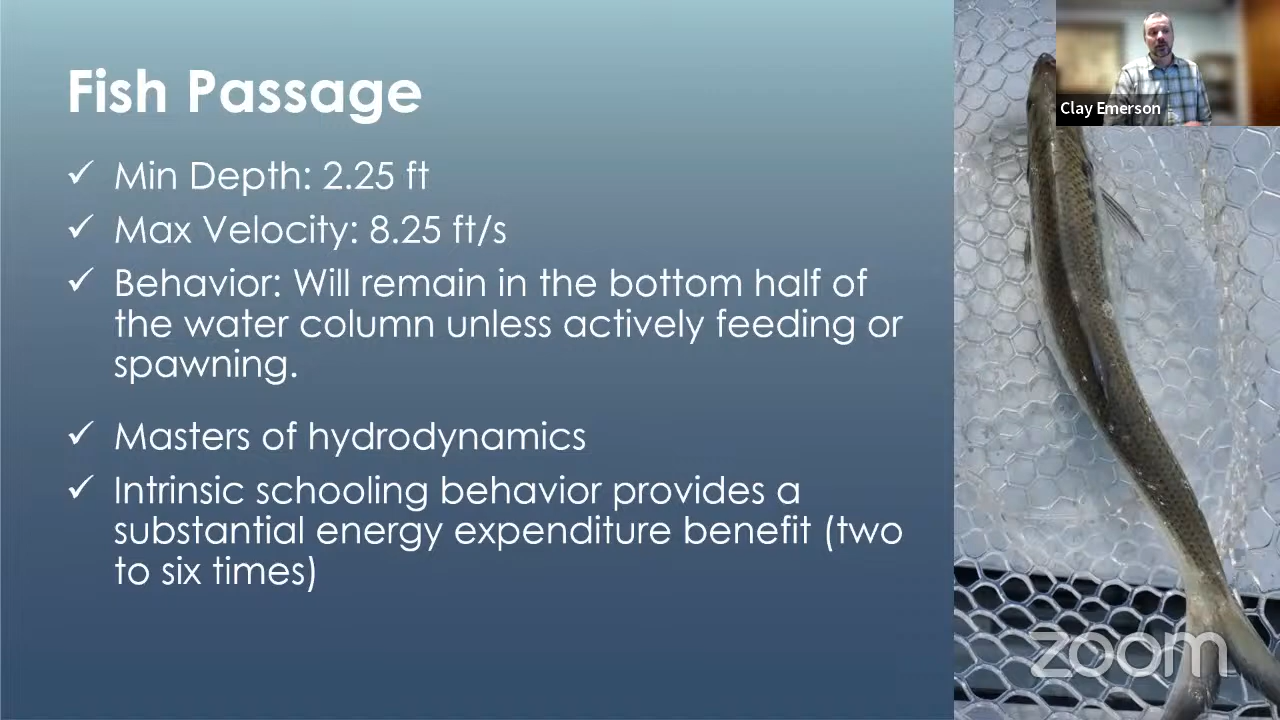 Fish Passage
✓ Min Depth: 2.25 ft
✓ Max Velocity: 8.25 ft/s
✓ Behavior: Will remain in the bottom half of
the water column unless actively feeding or
spawning.
✓ Masters of hydrodynamics
✓ Intrinsic schooling behavior provides a
substantial energy expenditure benefit (two
to six times)
Clay Emerson
zoom